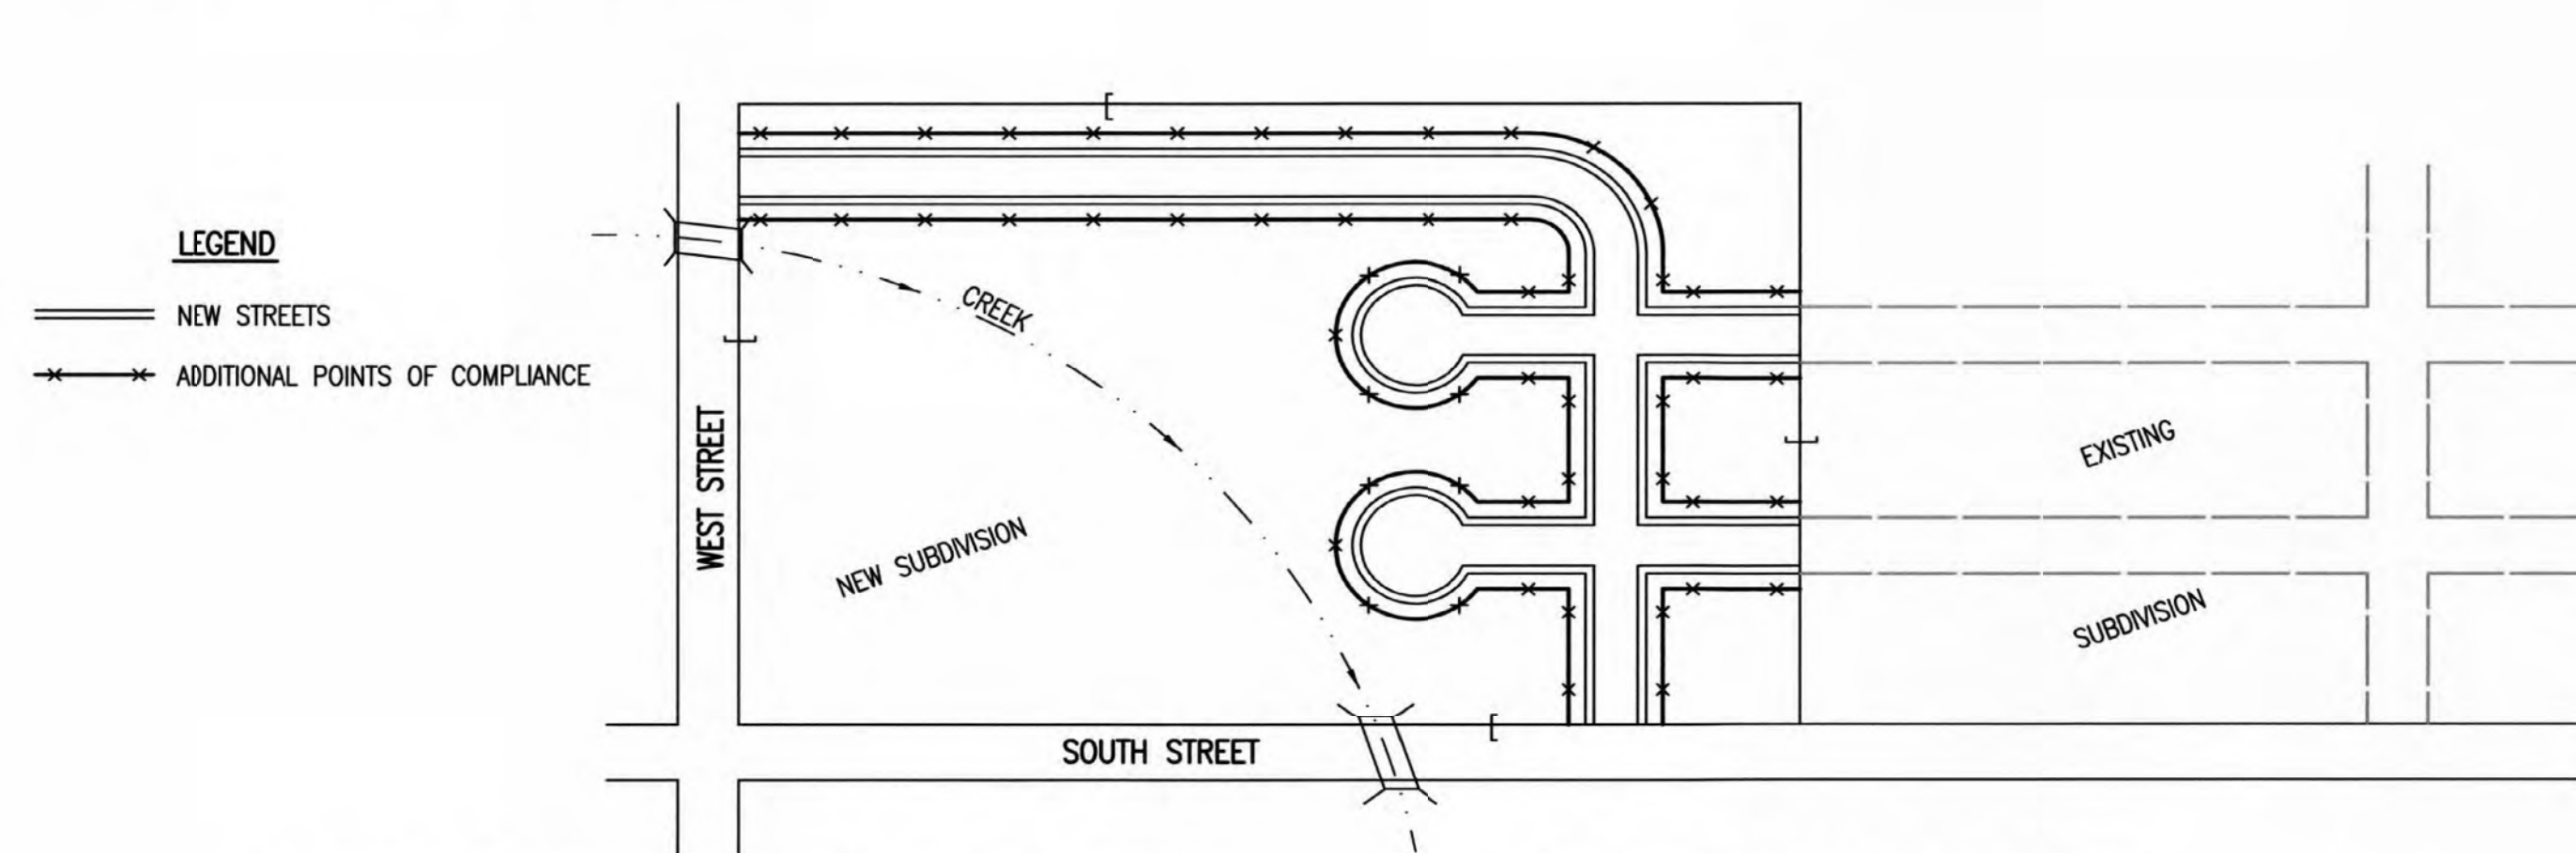 LEGEND
NEW STREETS
ADDITIONAL POINTS OF COMPLIANCE
CREEK
WEST STREET
NEW SUBDIVISION
SOUTH STREET
EXISTING
SUBDIVISION